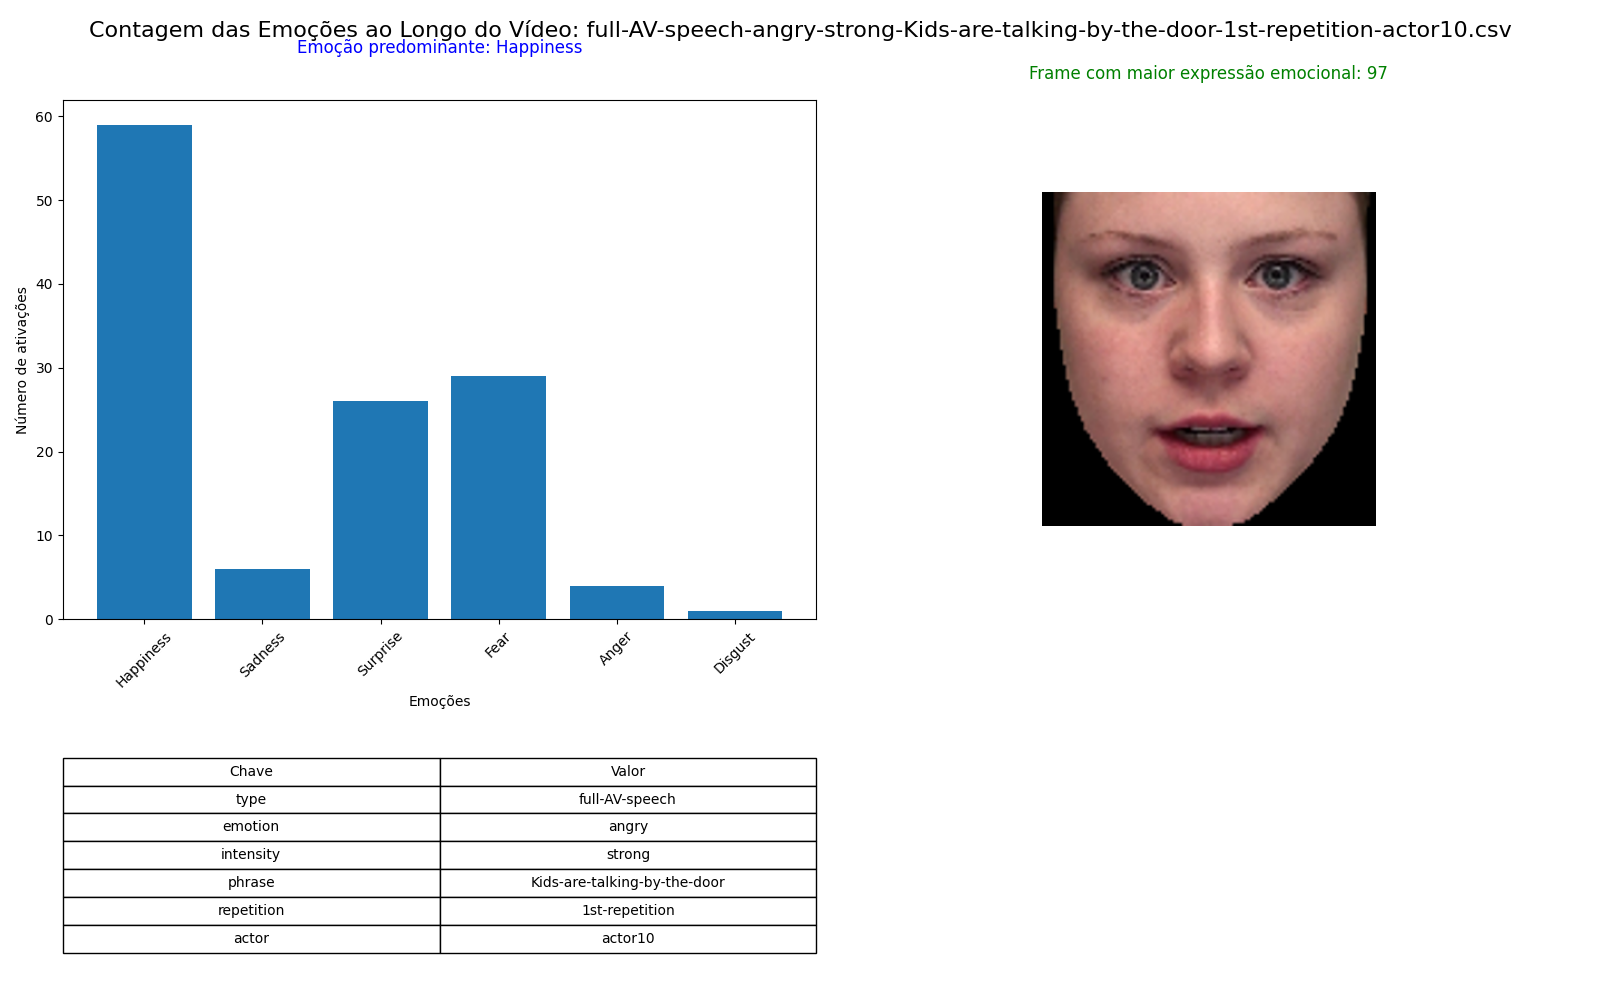 Contagem das Emoções ao Longo do Vídeo: full-AV-speech-angry-strong-Kids-are-talking-by-the-door-1st-repetition-actor10.csv
Emoção predominante: Happiness
Frame com maior expressão emocional: 97
60
50
40
30
20
10
0
Número de ativações
Happiness
Sadness
Surprise
Fear
Anger
Disgust
Emoções
Chave Valor
type full-AV-speech
emotion angry
intensity strong
phrase Kids-are-talking-by-the-door
repetition 1st-repetition
actor actor10